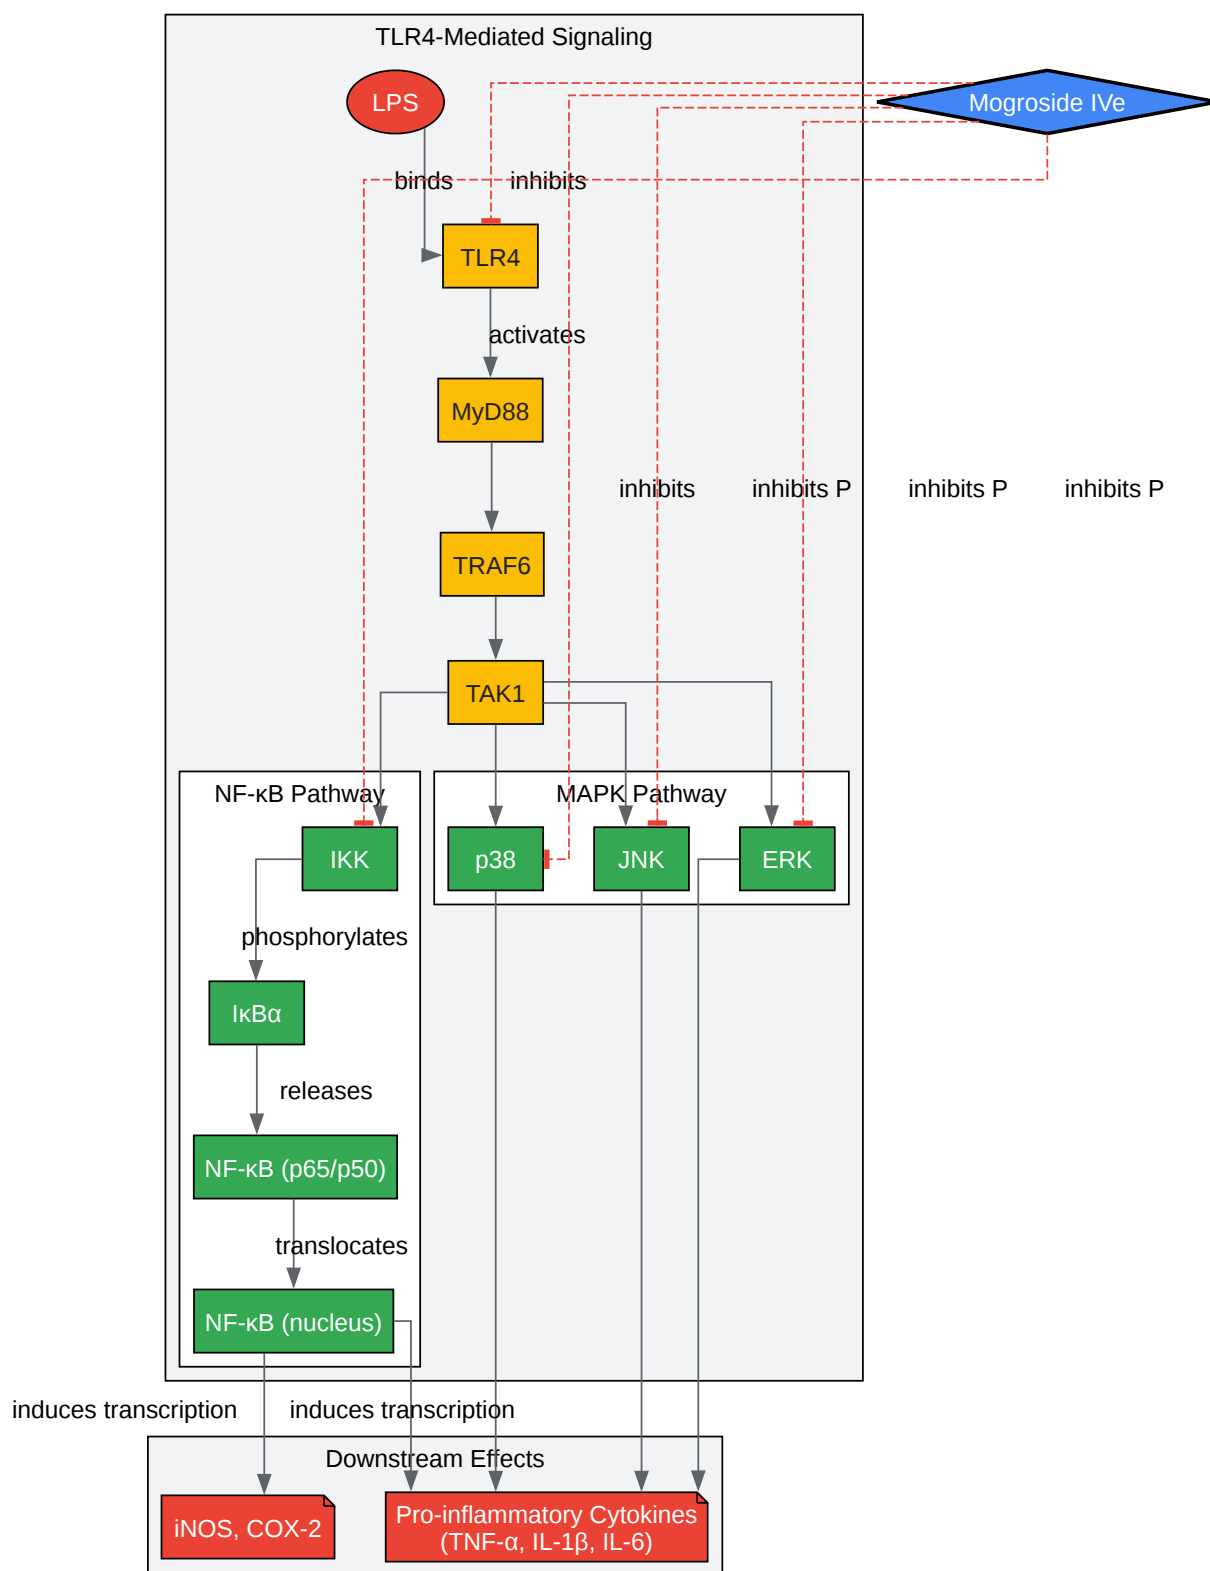 TLR4-Mediated Signaling
LPS
Mogroside IVe
binds
inhibits
TLR4
activates
MyD88
inhibits
inhibits P
inhibits P
inhibits P
TRAF6
TAK1
NF-κB Pathway
MAPK Pathway
IKK
p38
JNK
ERK
phosphorylates
IκBα
releases
NF-κB (p65/p50)
translocates
NF-κB (nucleus)
induces transcription
induces transcription
Downstream Effects
iNOS, COX-2
Pro-inflammatory Cytokines
(TNF-α, IL-1β, IL-6)